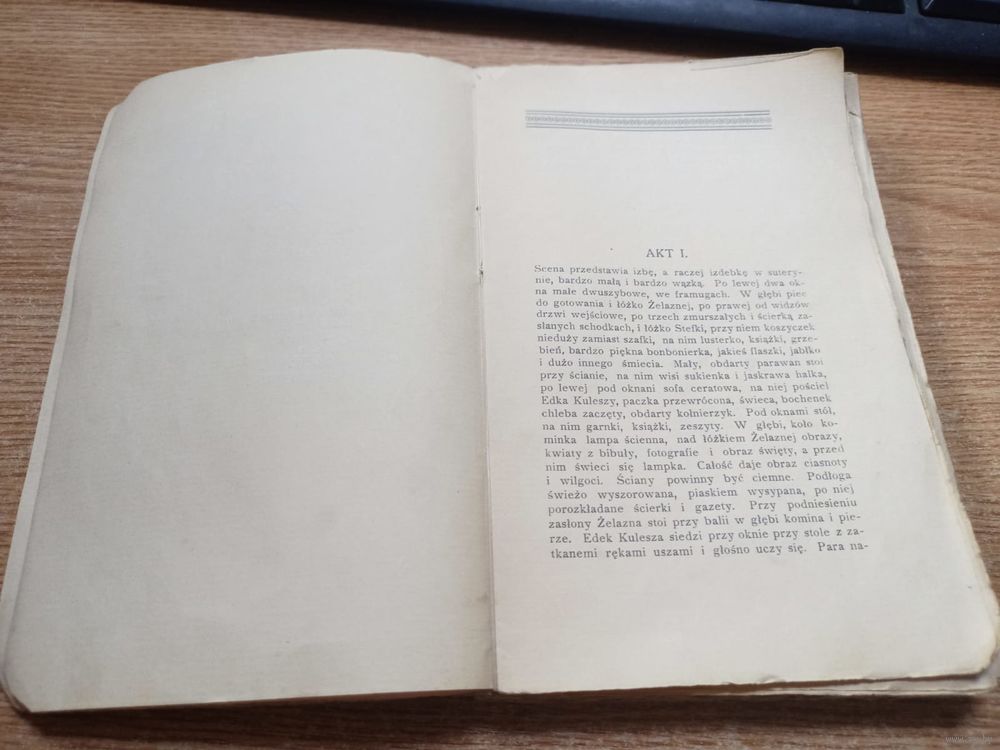 AKT I.
Scena przedstawia izbę, a raczej izdebkę w sutery-
nie, bardzo małą i bardzo wązką. Po lewej dwa ok-
na małe dwuszybowe, we framugach. W głębi piec
do gotowania i łóżko Żelaznej, po prawej od widzów
drzwi wejściowe, po trzech zmurszałych i ścierką za-
słanych schodkach, i łóżko Stefki, przy niem koszyczek
nieduży zamiast szafki, na nim lusterko, książki, grze-
bień, bardzo piękna bonbonierka, jakieś flaszki, jabłko
i dużo innego śmiecia. Mały, obdarty parawan stoi
przy ścianie, na nim wisi sukienka i jaskrawa halka,
po lewej pod oknani sofa ceratowa, na niej pościel
Edka Kuleszy, paczka przewrócona, świeca, bochenek
chleba zaczęty, obdarty kołnierzyk. Pod oknami stół,
na nim garnki, książki, zeszyty. W głębi, koło ko-
minka lampa ścienna, nad łóżkiem Żelaznej obrazy,
kwiaty z bibuły, fotografie i obraz święty, a przed
nim świeci się lampka. Całość daje obraz ciasnoty
i wilgoci. Ściany powinny być ciemne. Podłoga
świeżo wyszorowana, piaskiem wysypana, po niej
porozkładane ścierki i gazety. Przy podniesieniu
zasłony Żelazna stoi przy balii w głębi komina i pie-
rze. Edek Kulesza siedzi przy oknie przy stole z za-
tkanemi rękami uszami i głośno uczy się. Para na-